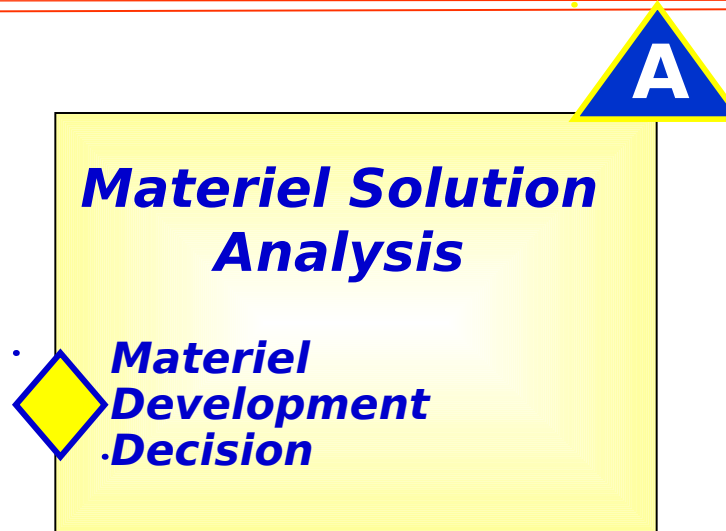 A
Materiel Solution
Analysis
Materiel
Development
Decision